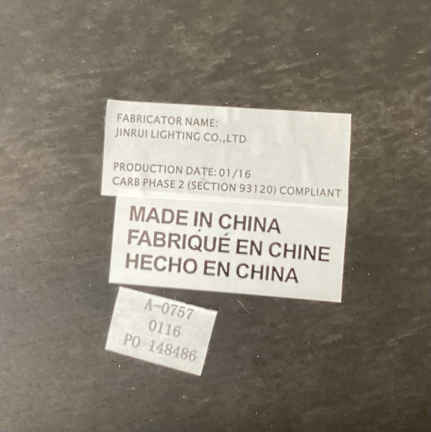 FABRICATOR NAME:
JINRUI LIGHTING CO.,LTD
PRODUCTION DATE: 01/16
CARB PHASE 2 (SECTION 93120) COMPLIANT
MADE IN CHINA
FABRIQUÉ EN CHINE
HECHO EN CHINA
A-0757
0116
PO 148486